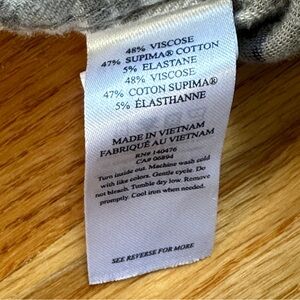 48% VISCOSE
47% SUPIMA® COTTON
5% ELASTANE
48% VISCOSE
47% COTON SUPIMA®
5% ÉLASTHANNE
MADE IN VIETNAM
FABRIQUÉ AU VIETNAM
RN# 140476
CA# 06894
Turn inside out. Machine wash cold
with like colors. Gentle cycle. Do
not bleach. Tumble dry low. Remove
promptly. Cool iron when needed.
SEE REVERSE FOR MORE